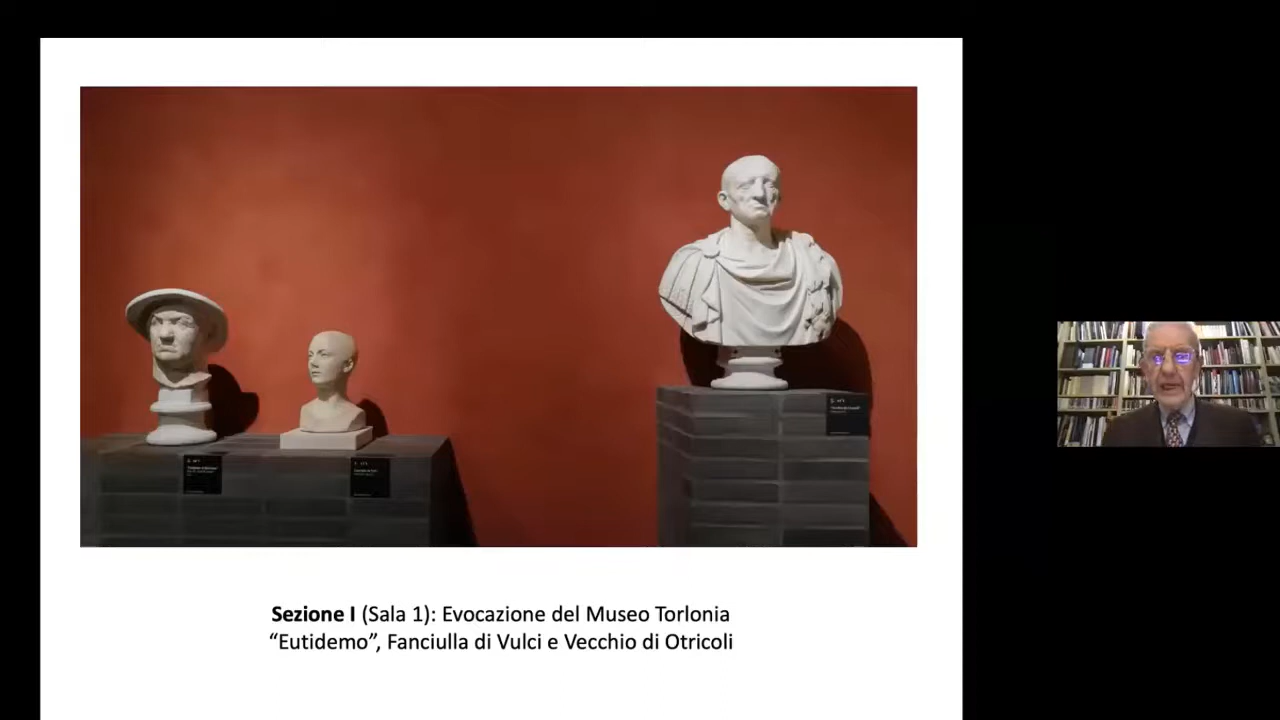 Sezione I (Sala 1): Evocazione del Museo Torlonia
“Eutidemo”, Fanciulla di Vulci e Vecchio di Otricoli